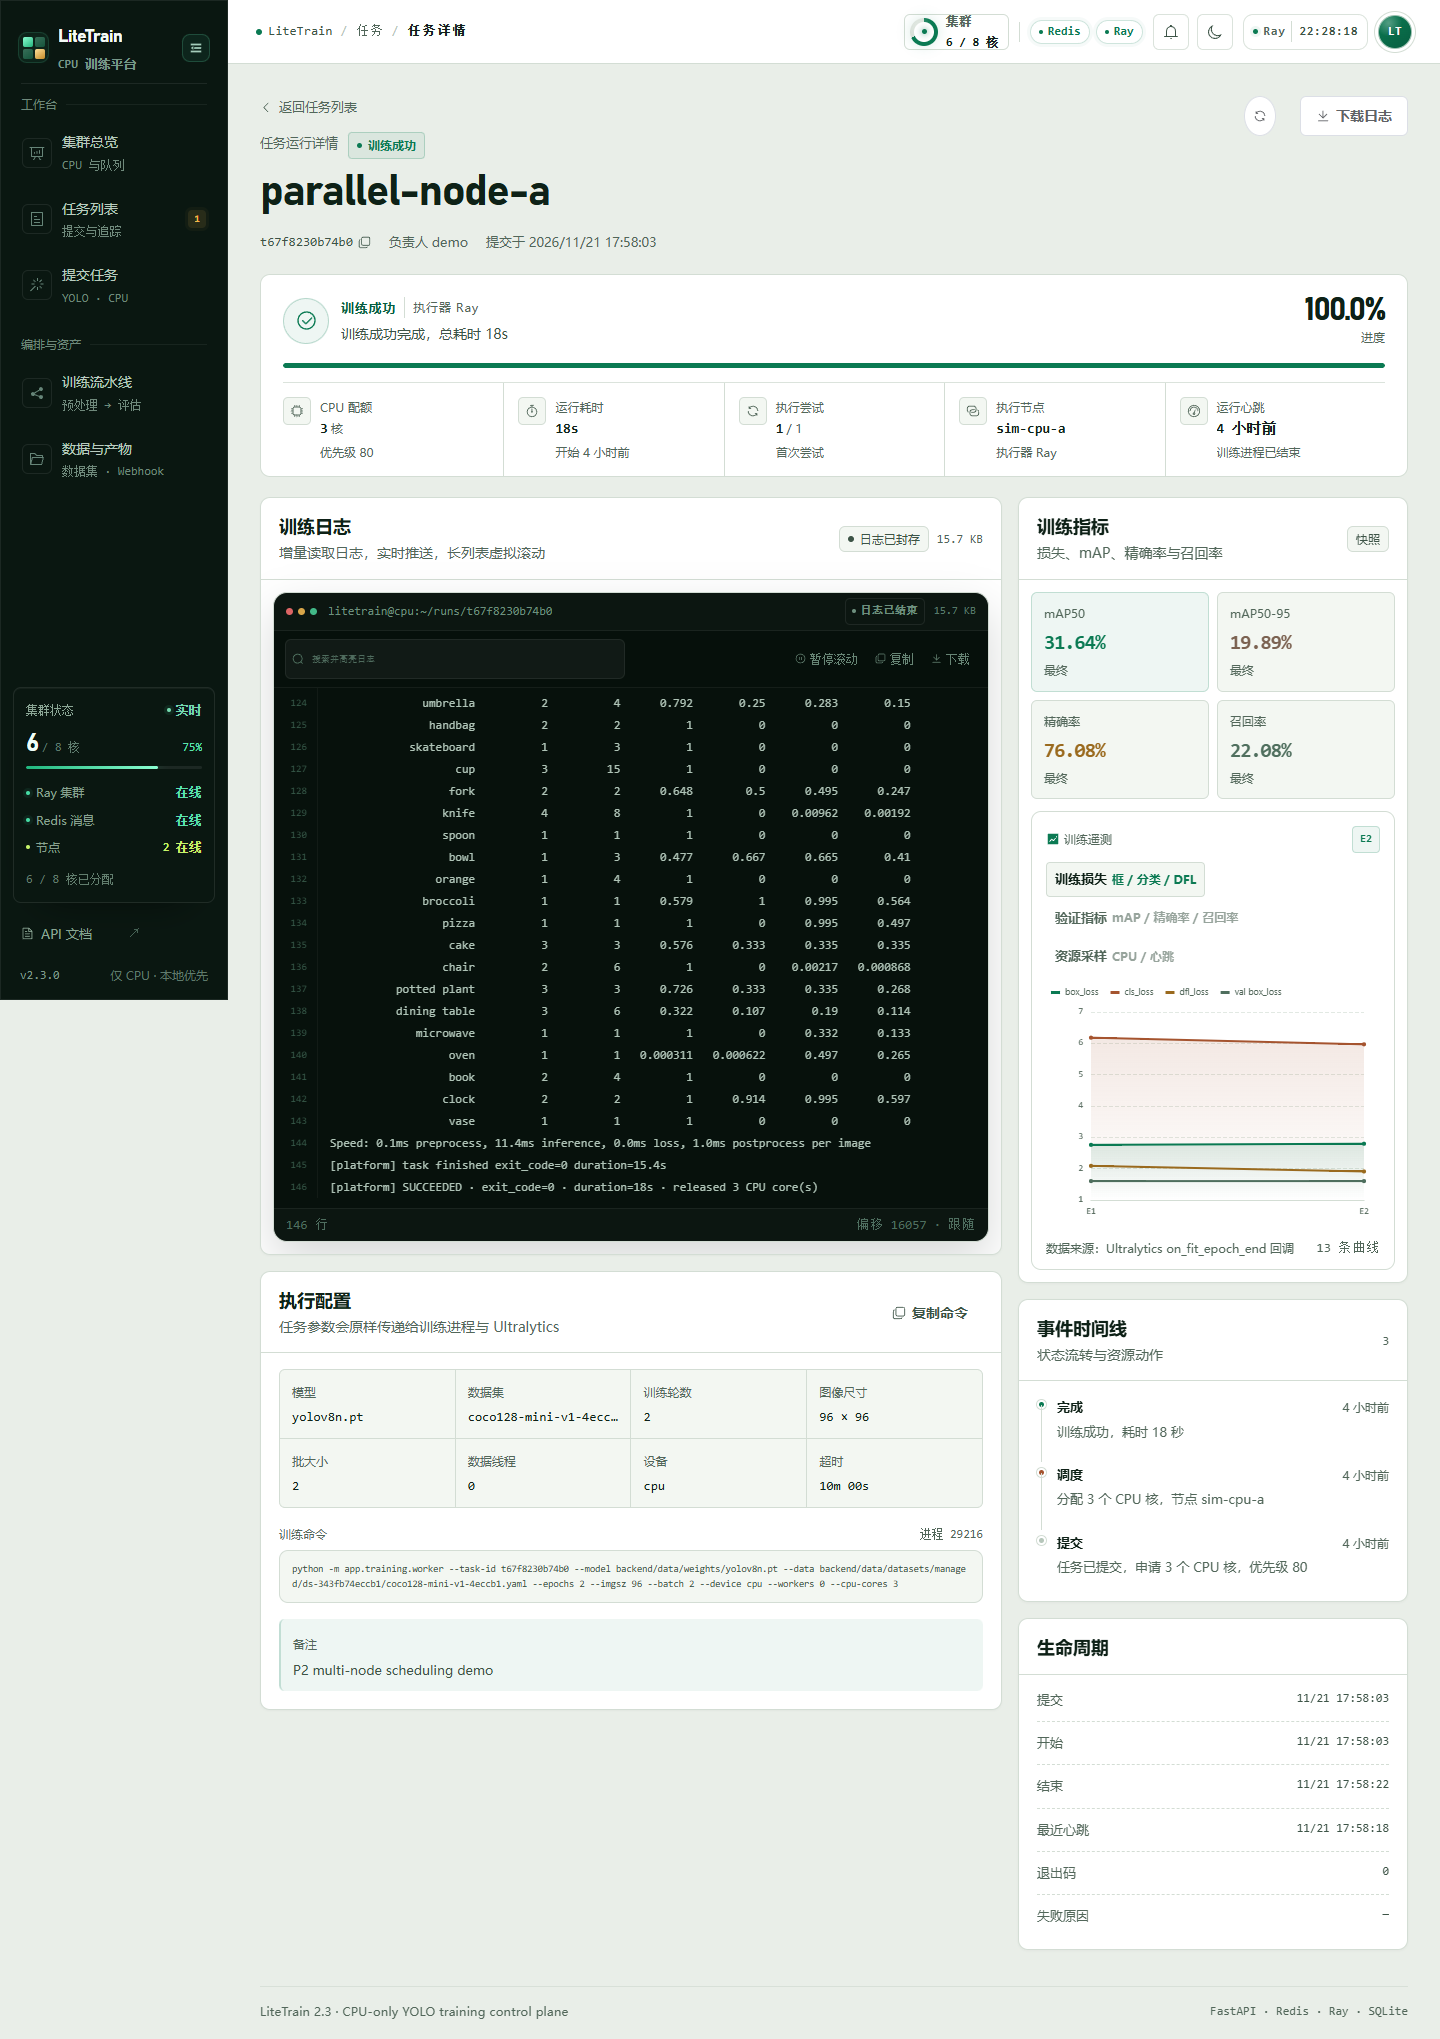 LiteTrain
CPU 训练平台
工作台
集群总览
CPU 与队列
任务列表
提交与追踪
1
提交任务
YOLO · CPU
编排与资产
训练流水线
预处理 → 评估
数据与产物
数据集 · Webhook
集群状态
实时
6 / 8 核
75%
Ray 集群
在线
Redis 消息
在线
节点
2 在线
6 / 8 核已分配
API 文档
v2.3.0
仅 CPU · 本地优先
LiteTrain / 任务 / 任务详情
集群
6 / 8 核
Redis
Ray
Ray
22:28:18
LT
返回任务列表
下载日志
任务运行详情
训练成功
parallel-node-a
t67f8230b74b0
负责人 demo
提交于 2026/11/21 17:58:03
训练成功
执行器 Ray
训练成功完成，总耗时 18s
100.0%
进度
CPU 配额
3 核
优先级 80
运行耗时
18s
开始 4 小时前
执行尝试
1 / 1
首次尝试
执行节点
sim-cpu-a
执行器 Ray
运行心跳
4 小时前
训练进程已结束
训练日志
增量读取日志，实时推送，长列表虚拟滚动
日志已封存
15.7 KB
litetrain@cpu:~/runs/t67f8230b74b0
日志已结束
15.7 KB
搜索并高亮日志
暂停滚动
复制
下载
124 umbrella 2 4 0.792 0.25 0.283 0.15
125 handbag 2 2 1 0 0 0
126 skateboard 1 3 1 0 0 0
127 cup 3 15 1 0 0 0
128 fork 2 2 0.648 0.5 0.495 0.247
129 knife 4 8 1 0 0.00962 0.00192
130 spoon 1 1 1 0 0 0
131 bowl 1 3 0.477 0.667 0.665 0.41
132 orange 1 4 1 0 0 0
133 broccoli 1 1 0.579 1 0.995 0.564
134 pizza 1 1 1 0 0.995 0.497
135 cake 3 3 0.576 0.333 0.335 0.335
136 chair 2 6 1 0 0.00217 0.000868
137 potted plant 3 3 0.726 0.333 0.335 0.268
138 dining table 3 6 0.322 0.107 0.19 0.114
139 microwave 1 1 1 0 0.332 0.133
140 oven 1 1 0.000311 0.000622 0.497 0.265
141 book 2 4 1 0 0 0
142 clock 2 2 1 0.914 0.995 0.597
143 vase 1 1 1 0 0 0
144 Speed: 0.1ms preprocess, 11.4ms inference, 0.0ms loss, 1.0ms postprocess per image
145 [platform] task finished exit_code=0 duration=15.4s
146 [platform] SUCCEEDED · exit_code=0 · duration=18s · released 3 CPU core(s)
146 行
偏移 16057 · 跟随
训练指标
损失、mAP、精确率与召回率
快照
mAP50
31.64%
最终
mAP50-95
19.89%
最终
精确率
76.08%
最终
召回率
22.08%
最终
训练遥测
E2
训练损失 框 / 分类 / DFL
验证指标 mAP / 精确率 / 召回率
资源采样 CPU / 心跳
box_loss cls_loss dfl_loss val box_loss
7
6
5
4
3
2
1
E1 E2
数据来源：Ultralytics on_fit_epoch_end 回调
13 条曲线
执行配置
任务参数会原样传递给训练进程与 Ultralytics
复制命令
模型
yolov8n.pt
数据集
coco128-mini-v1-4ecc…
训练轮数
2
图像尺寸
96 × 96
批大小
2
数据线程
0
设备
cpu
超时
10m 00s
训练命令
进程 29216
python -m app.training.worker --task-id t67f8230b74b0 --model backend/data/weights/yolov8n.pt --data backend/data/datasets/manage
d/ds-343fb74eccb1/coco128-mini-v1-4eccb1.yaml --epochs 2 --imgsz 96 --batch 2 --device cpu --workers 0 --cpu-cores 3
备注
P2 multi-node scheduling demo
事件时间线
状态流转与资源动作
3
完成
4 小时前
训练成功，耗时 18 秒
调度
4 小时前
分配 3 个 CPU 核，节点 sim-cpu-a
提交
4 小时前
任务已提交，申请 3 个 CPU 核，优先级 80
生命周期
提交
11/21 17:58:03
开始
11/21 17:58:03
结束
11/21 17:58:22
最近心跳
11/21 17:58:18
退出码
0
失败原因
—
LiteTrain 2.3 · CPU-only YOLO training control plane
FastAPI · Redis · Ray · SQLite